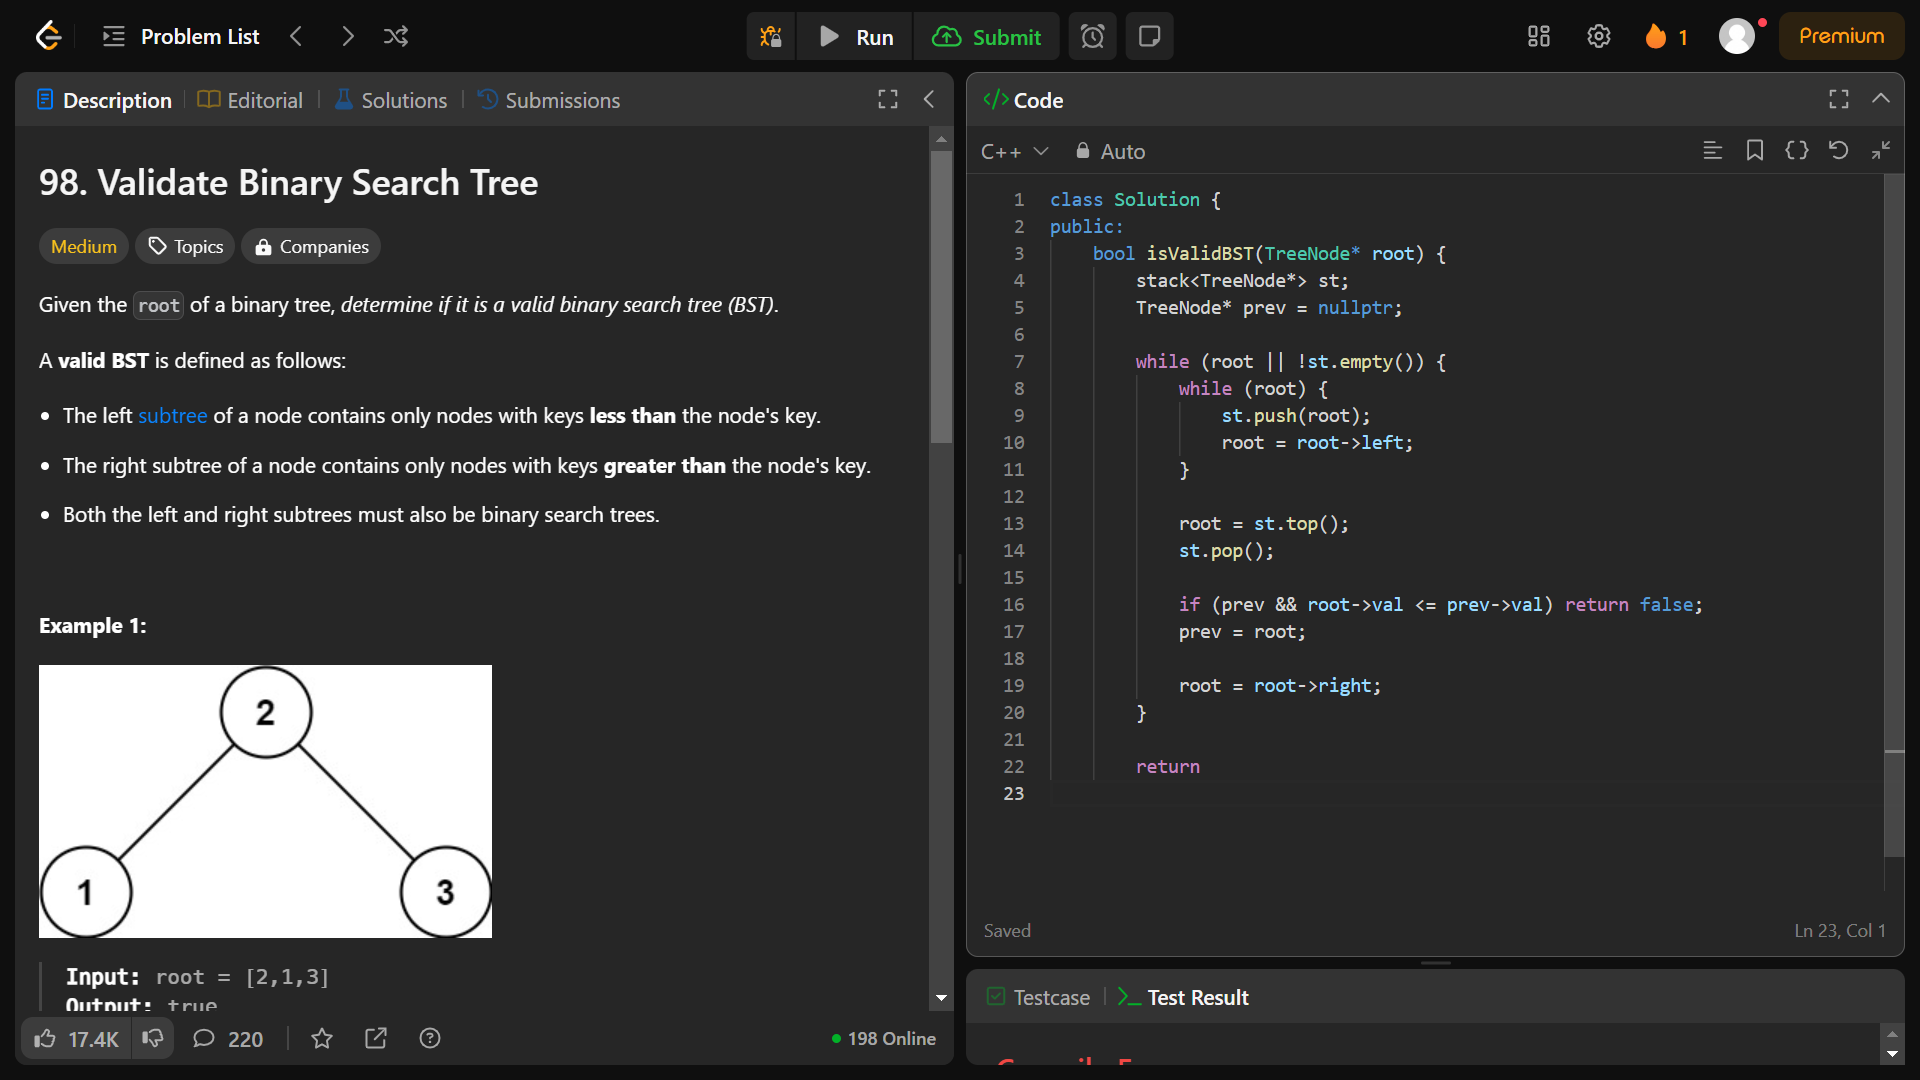 Problem List
Run
Submit
1
Premium
Description
Editorial
Solutions
Submissions
98. Validate Binary Search Tree
Medium
Topics
Companies
Given the root of a binary tree, determine if it is a valid binary search tree (BST).
A valid BST is defined as follows:
• The left subtree of a node contains only nodes with keys less than the node's key.
• The right subtree of a node contains only nodes with keys greater than the node's key.
• Both the left and right subtrees must also be binary search trees.
Example 1:
2
1
3
Input: root = [2,1,3]
Output: true
17.4K
220
198 Online
</> Code
C++
Auto
1 class Solution {
2 public:
3     bool isValidBST(TreeNode* root) {
4         stack<TreeNode*> st;
5         TreeNode* prev = nullptr;
6
7         while (root || !st.empty()) {
8             while (root) {
9                 st.push(root);
10                 root = root->left;
11             }
12
13             root = st.top();
14             st.pop();
15
16             if (prev && root->val <= prev->val) return false;
17             prev = root;
18
19             root = root->right;
20         }
21
22         return
23
Saved
Ln 23, Col 1
Testcase
Test Result